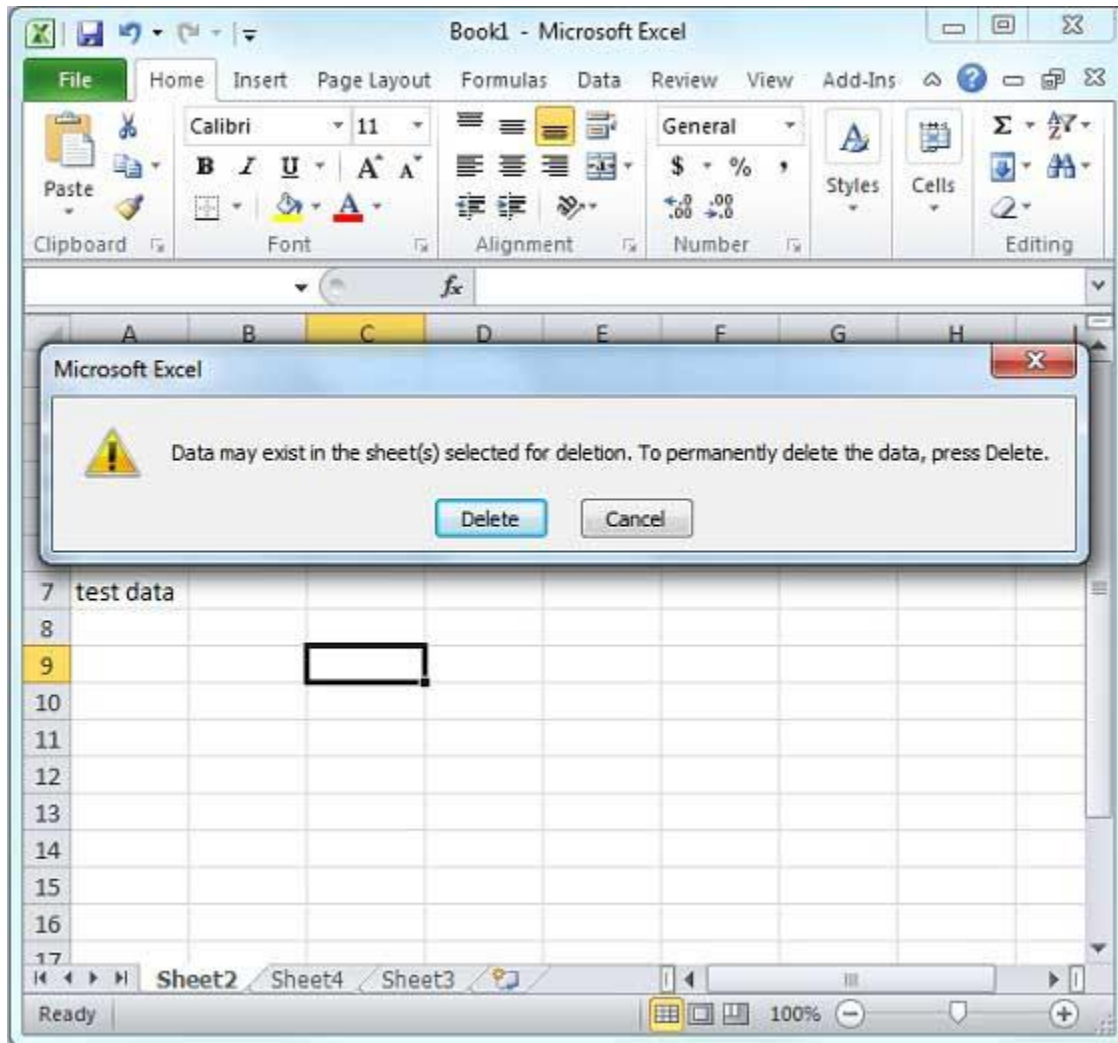 Book1 - Microsoft Excel
File Home Insert Page Layout Formulas Data Review View Add-Ins
Calibri 11 General
B I U A A $ % ,
Paste Styles Cells
Clipboard Font Alignment Number Editing
fx
A B C D E F G H I
Microsoft Excel
Data may exist in the sheet(s) selected for deletion. To permanently delete the data, press Delete.
Delete Cancel
7 test data
8
9
10
11
12
13
14
15
16
17
Sheet2 Sheet4 Sheet3
Ready 100%